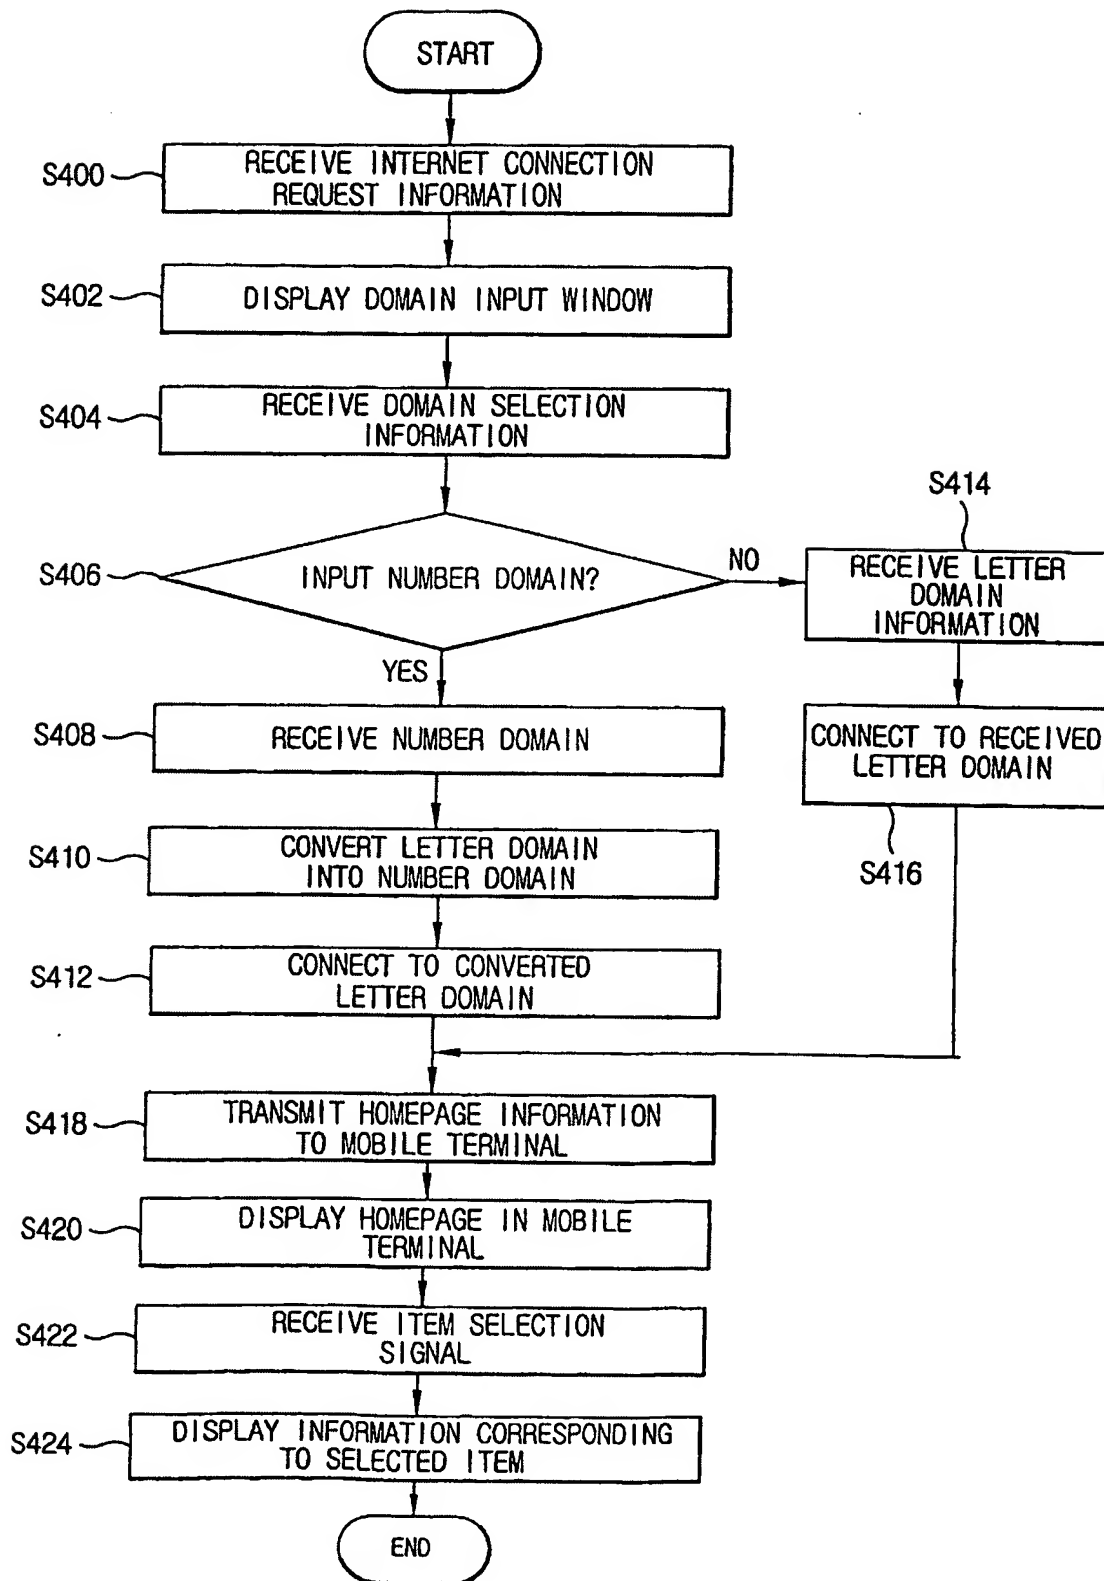 START
S400
RECEIVE INTERNET CONNECTION
REQUEST INFORMATION
S402
DISPLAY DOMAIN INPUT WINDOW
S404
RECEIVE DOMAIN SELECTION
INFORMATION
S406
INPUT NUMBER DOMAIN?
NO
YES
S414
RECEIVE LETTER
DOMAIN
INFORMATION
CONNECT TO RECEIVED
LETTER DOMAIN
S416
S408
RECEIVE NUMBER DOMAIN
S410
CONVERT LETTER DOMAIN
INTO NUMBER DOMAIN
S412
CONNECT TO CONVERTED
LETTER DOMAIN
S418
TRANSMIT HOMEPAGE INFORMATION
TO MOBILE TERMINAL
S420
DISPLAY HOMEPAGE IN MOBILE
TERMINAL
S422
RECEIVE ITEM SELECTION
SIGNAL
S424
DISPLAY INFORMATION CORRESPONDING
TO SELECTED ITEM
END